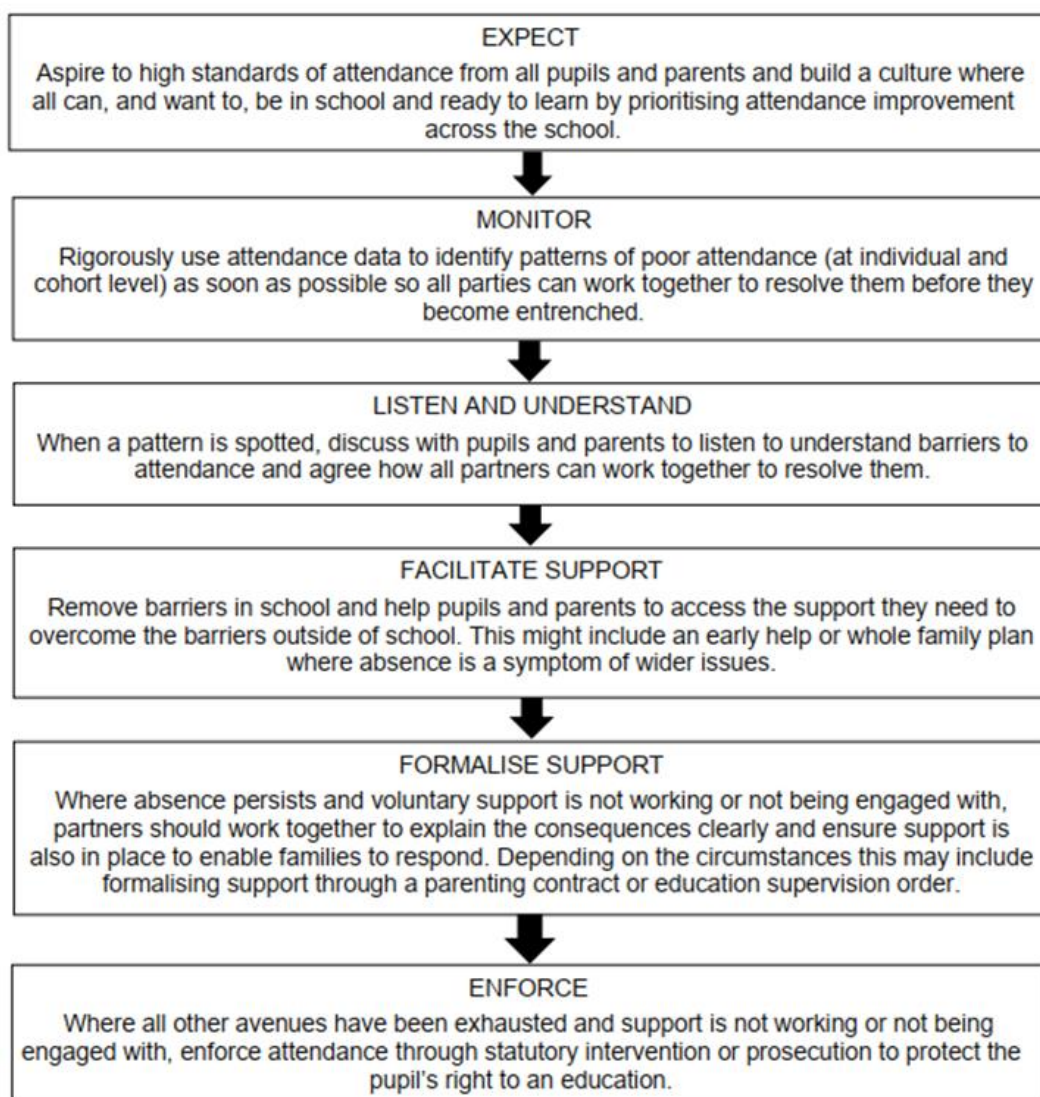 EXPECT
Aspire to high standards of attendance from all pupils and parents and build a culture where
all can, and want to, be in school and ready to learn by prioritising attendance improvement
across the school.
MONITOR
Rigorously use attendance data to identify patterns of poor attendance (at individual and
cohort level) as soon as possible so all parties can work together to resolve them before they
become entrenched.
LISTEN AND UNDERSTAND
When a pattern is spotted, discuss with pupils and parents to listen to understand barriers to
attendance and agree how all partners can work together to resolve them.
FACILITATE SUPPORT
Remove barriers in school and help pupils and parents to access the support they need to
overcome the barriers outside of school. This might include an early help or whole family plan
where absence is a symptom of wider issues.
FORMALISE SUPPORT
Where absence persists and voluntary support is not working or not being engaged with,
partners should work together to explain the consequences clearly and ensure support is
also in place to enable families to respond. Depending on the circumstances this may include
formalising support through a parenting contract or education supervision order.
ENFORCE
Where all other avenues have been exhausted and support is not working or not being
engaged with, enforce attendance through statutory intervention or prosecution to protect the
pupil's right to an education.